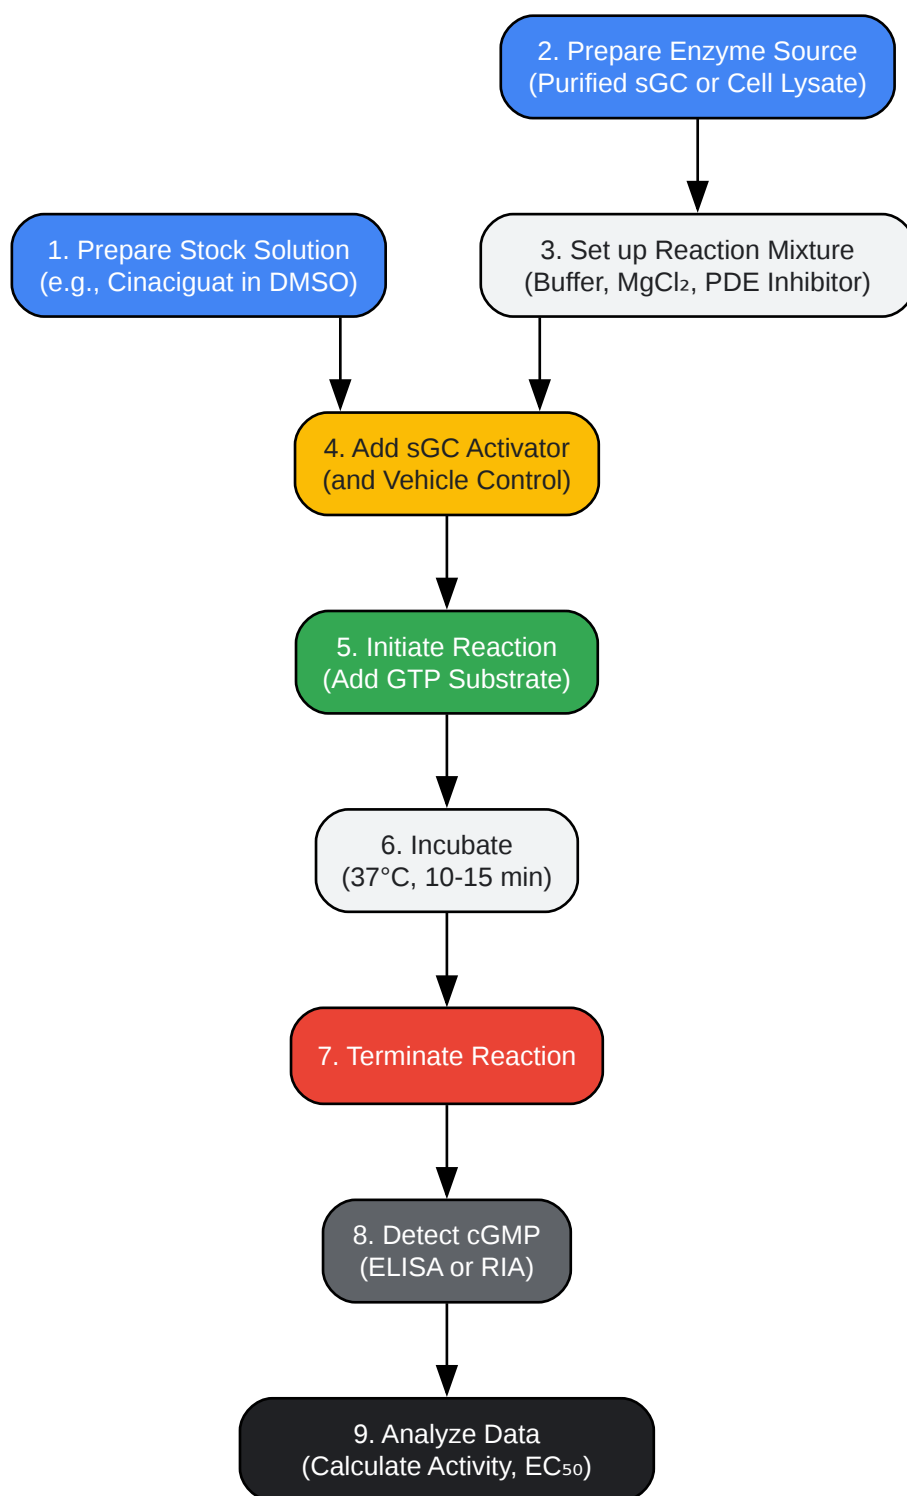 2. Prepare Enzyme Source
(Purified sGC or Cell Lysate)
1. Prepare Stock Solution
(e.g., Cinaciguat in DMSO)
3. Set up Reaction Mixture
(Buffer, MgCl₂, PDE Inhibitor)
4. Add sGC Activator
(and Vehicle Control)
5. Initiate Reaction
(Add GTP Substrate)
6. Incubate
(37°C, 10-15 min)
7. Terminate Reaction
8. Detect cGMP
(ELISA or RIA)
9. Analyze Data
(Calculate Activity, EC₅₀)